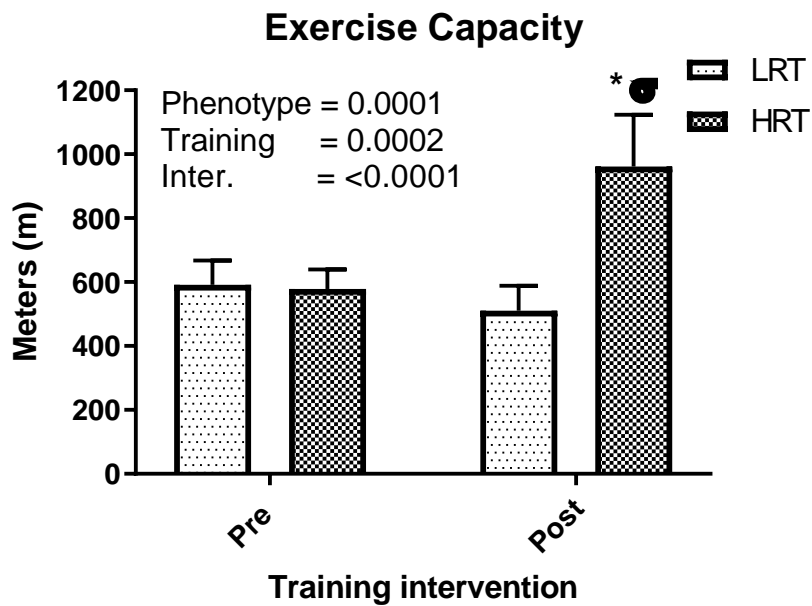 Exercise Capacity
* 
LRT
HRT
Phenotype = 0.0001
Training = 0.0002
Inter. = <0.0001
1200
1000
800
600
400
200
0
Meters (m)
Pre
Post
Training intervention